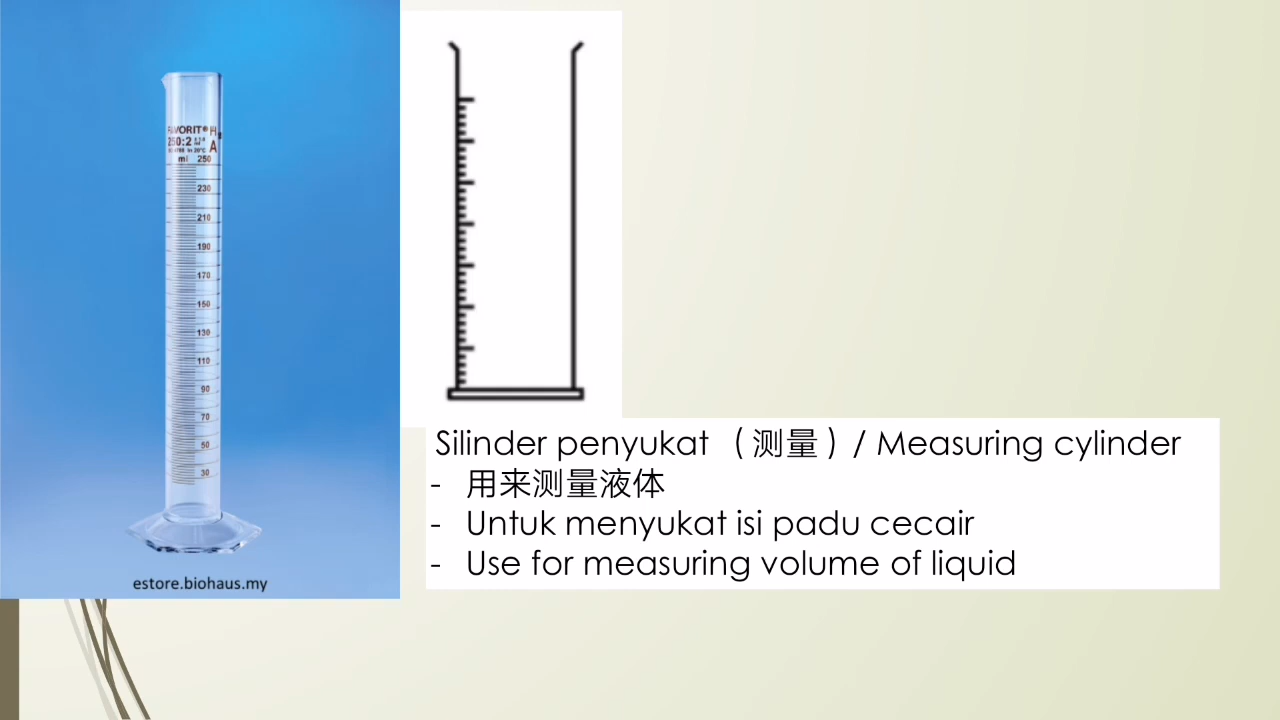 FAVORIT®
H
250:2
A
ml 250
230
210
190
170
150
130
110
90
70
50
30
estore.biohaus.my
Silinder penyukat （测量）/ Measuring cylinder
- 用来测量液体
- Untuk menyukat isi padu cecair
- Use for measuring volume of liquid